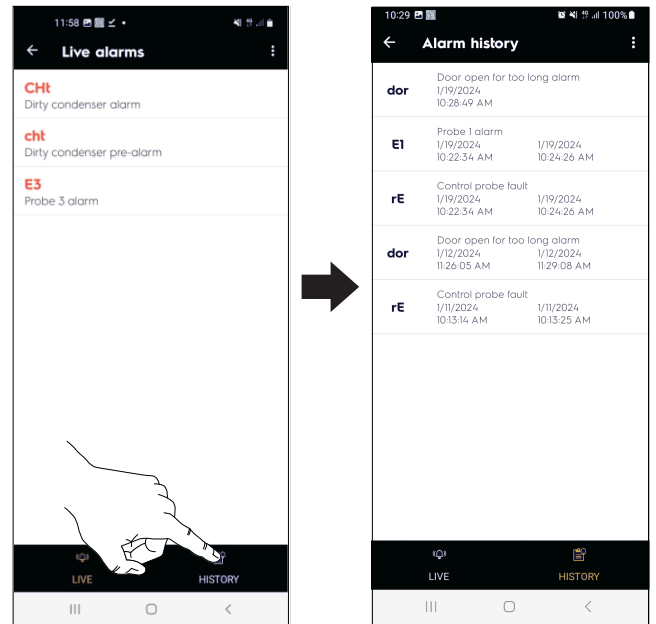 11:58
Live alarms
CHt
Dirty condenser alarm
cht
Dirty condenser pre-alarm
E3
Probe 3 alarm
LIVE
HISTORY
10:29
100%
Alarm history
Door open for too long alarm
dor
1/19/2024
10:28:49 AM
Probe 1 alarm
E1
1/19/2024 1/19/2024
10:22:34 AM 10:24:26 AM
Control probe fault
rE
1/19/2024 1/19/2024
10:22:34 AM 10:24:26 AM
Door open for too long alarm
dor
1/12/2024 1/12/2024
11:26:05 AM 11:29:08 AM
Control probe fault
rE
1/11/2024 1/11/2024
10:13:14 AM 10:13:25 AM
LIVE
HISTORY